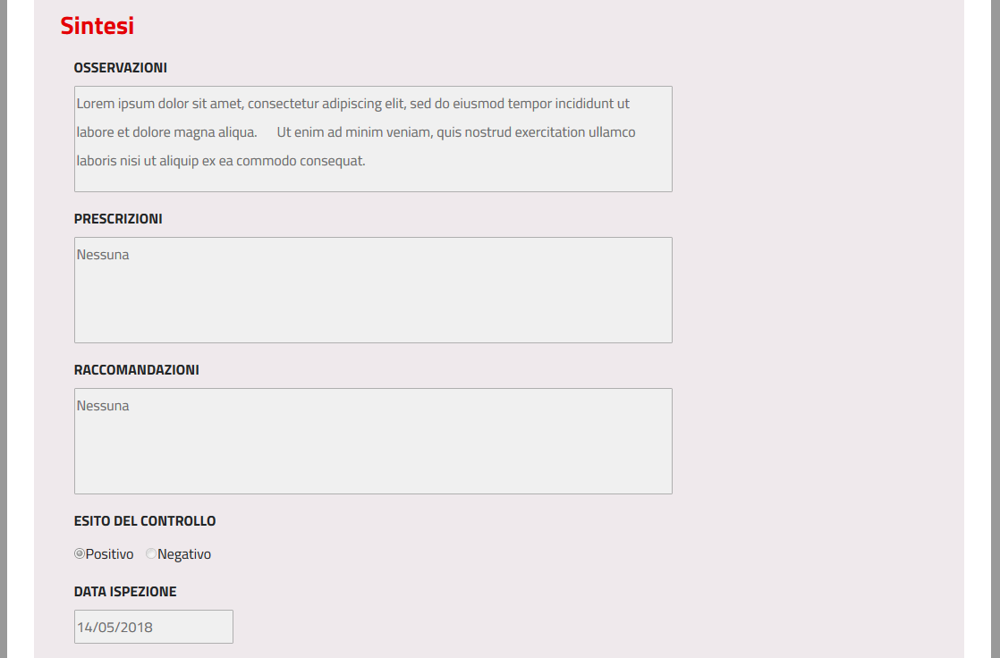 Sintesi
OSSERVAZIONI
Lorem ipsum dolor sit amet, consectetur adipiscing elit, sed do eiusmod tempor incididunt ut
labore et dolore magna aliqua. Ut enim ad minim veniam, quis nostrud exercitation ullamco
laboris nisi ut aliquip ex ea commodo consequat.
PRESCRIZIONI
Nessuna
RACCOMANDAZIONI
Nessuna
ESITO DEL CONTROLLO
Positivo Negativo
DATA ISPEZIONE
14/05/2018